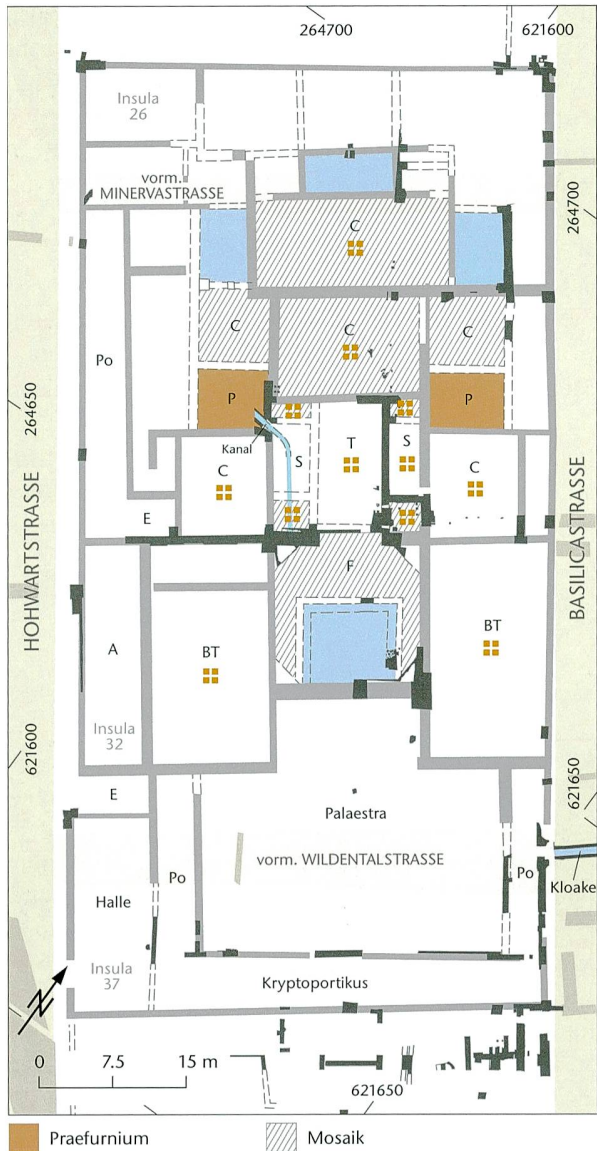 264700
621600
Insula
26
vorm.
MINERVASTRASSE
264700
C
C
C
C
Po
264650
P
P
Kanal
S
T
S
C
C
E
HOHWARTSTRASSE
BASILICASTRASSE
F
A
BT
BT
Insula
32
621600
621650
E
Palaestra
vorm. WILDENTALSTRASSE
Po
Po
Kloake
Halle
Insula
37
Kryptoportikus
N
0 7.5 15 m
621650
Praefurnium
Mosaik